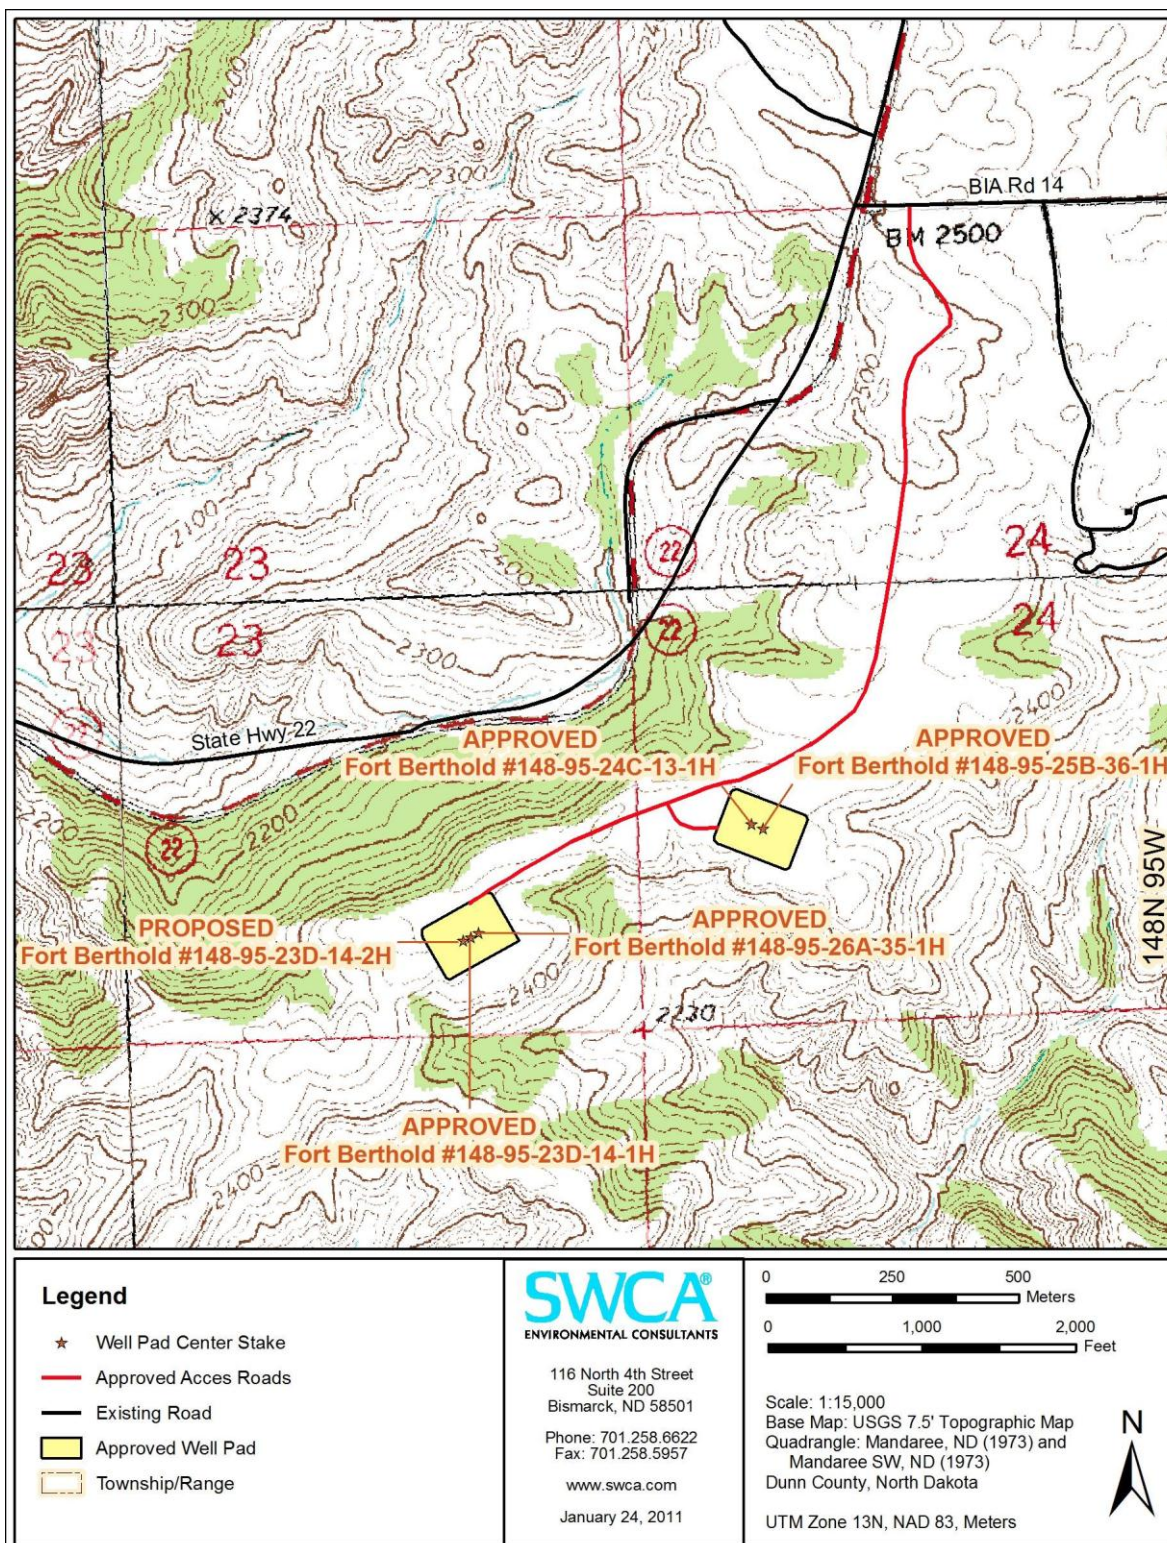 2300
x 2374
2300
BIA Rd 14
BM 2500
2100
22
23
23
24
22
23
23
24
2300
2400
State Hwy 22
APPROVED
Fort Berthold #148-95-24C-13-1H
APPROVED
Fort Berthold #148-95-25B-36-1H
2200
2200
22
148N 95W
PROPOSED
Fort Berthold #148-95-23D-14-2H
APPROVED
Fort Berthold #148-95-26A-35-1H
2400
2230
APPROVED
Fort Berthold #148-95-23D-14-1H
2400
Legend
Well Pad Center Stake
Approved Acces Roads
Existing Road
Approved Well Pad
Township/Range
SWCA®
ENVIRONMENTAL CONSULTANTS
116 North 4th Street
Suite 200
Bismarck, ND 58501
Phone: 701.258.6622
Fax: 701.258.5957
www.swca.com
January 24, 2011
0 250 500
Meters
0 1,000 2,000
Feet
Scale: 1:15,000
Base Map: USGS 7.5' Topographic Map
Quadrangle: Mandaree, ND (1973) and
Mandaree SW, ND (1973)
Dunn County, North Dakota
UTM Zone 13N, NAD 83, Meters
N